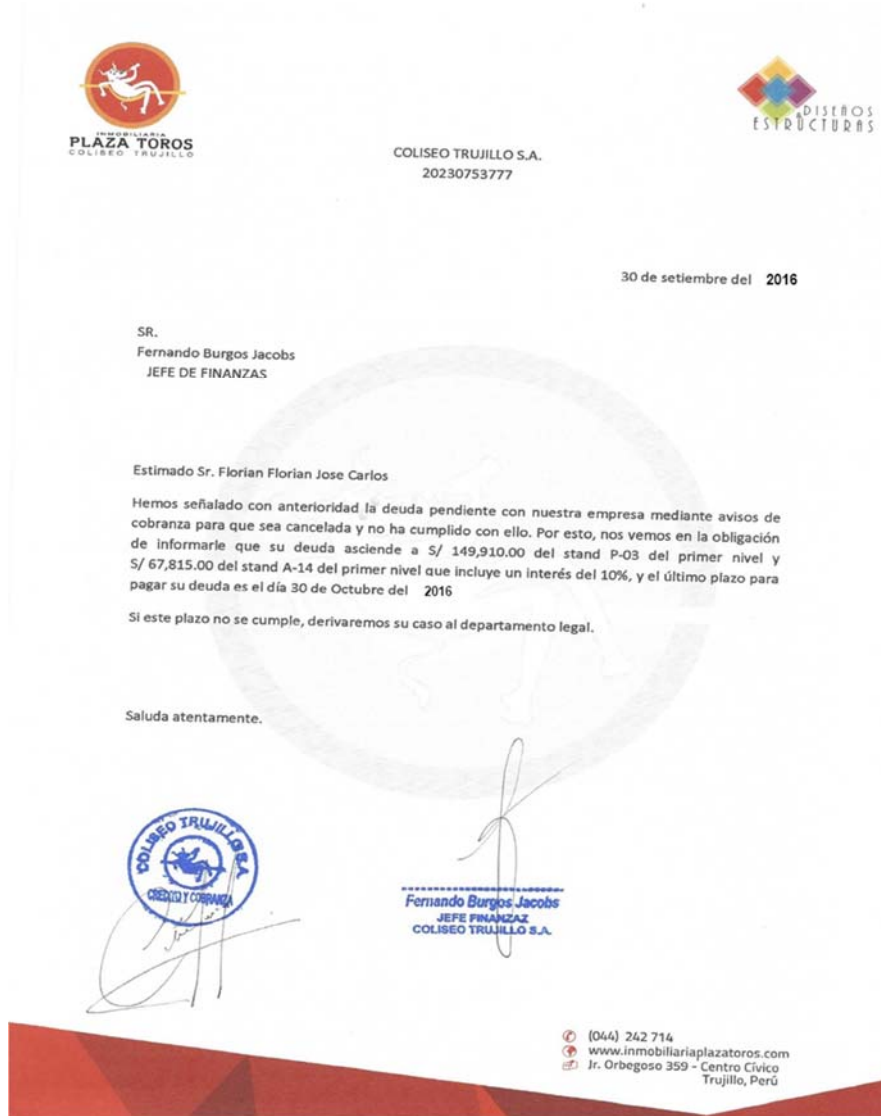 INMOBILIARIA
PLAZA TOROS
COLISEO TRUJILLO
DISEÑOS
ESTRUCTURAS
COLISEO TRUJILLO S.A.
20230753777
30 de setiembre del 2016
SR.
Fernando Burgos Jacobs
JEFE DE FINANZAS
Estimado Sr. Florian Florian Jose Carlos
Hemos señalado con anterioridad la deuda pendiente con nuestra empresa mediante avisos de
cobranza para que sea cancelada y no ha cumplido con ello. Por esto, nos vemos en la obligación
de informarle que su deuda asciende a S/ 149,910.00 del stand P-03 del primer nivel y
S/ 67,815.00 del stand A-14 del primer nivel que incluye un interés del 10%, y el último plazo para
pagar su deuda es el día 30 de Octubre del 2016
Si este plazo no se cumple, derivaremos su caso al departamento legal.
Saluda atentamente.
COLISEO TRUJILLO S.A.
CREDITO Y COBRANZA
Fernando Burgos Jacobs
JEFE FINANZAZ
COLISEO TRUJILLO S.A.
(044) 242 714
www.inmobiliariaplazatoros.com
Jr. Orbegoso 359 - Centro Cívico
Trujillo, Perú